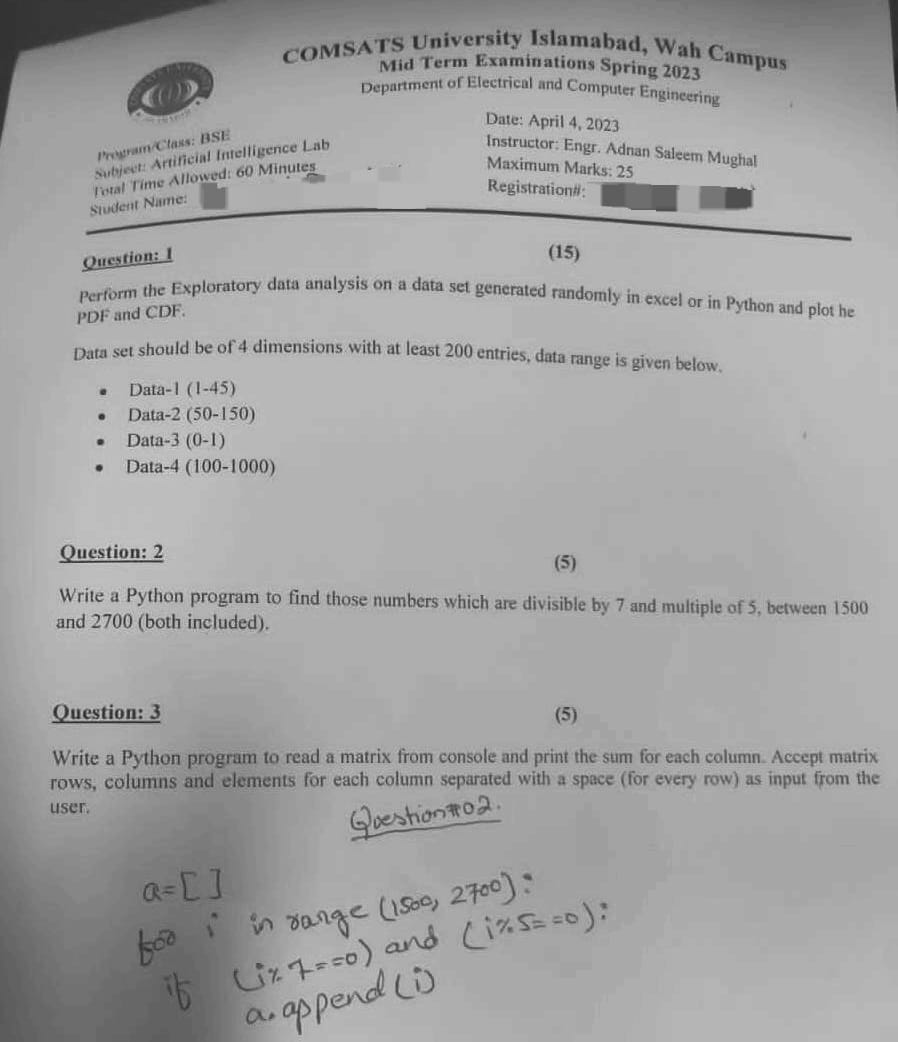 COMSATS University Islamabad, Wah Campus
Mid Term Examinations Spring 2023
Department of Electrical and Computer Engineering
Program/Class: BSE
Date: April 4, 2023
Subject: Artificial Intelligence Lab
Instructor: Engr. Adnan Saleem Mughal
Total Time Allowed: 60 Minutes
Maximum Marks: 25
Student Name:
Registration#:
Question: 1 (15)
Perform the Exploratory data analysis on a data set generated randomly in excel or in Python and plot he
PDF and CDF.
Data set should be of 4 dimensions with at least 200 entries, data range is given below.
• Data-1 (1-45)
• Data-2 (50-150)
• Data-3 (0-1)
• Data-4 (100-1000)
Question: 2 (5)
Write a Python program to find those numbers which are divisible by 7 and multiple of 5, between 1500
and 2700 (both included).
Question: 3 (5)
Write a Python program to read a matrix from console and print the sum for each column. Accept matrix
rows, columns and elements for each column separated with a space (for every row) as input from the
user.
Question#02.
a=[ ]
for i in range (1500, 2700):
if (i%7==0) and (i%5==0):
a.append(i)